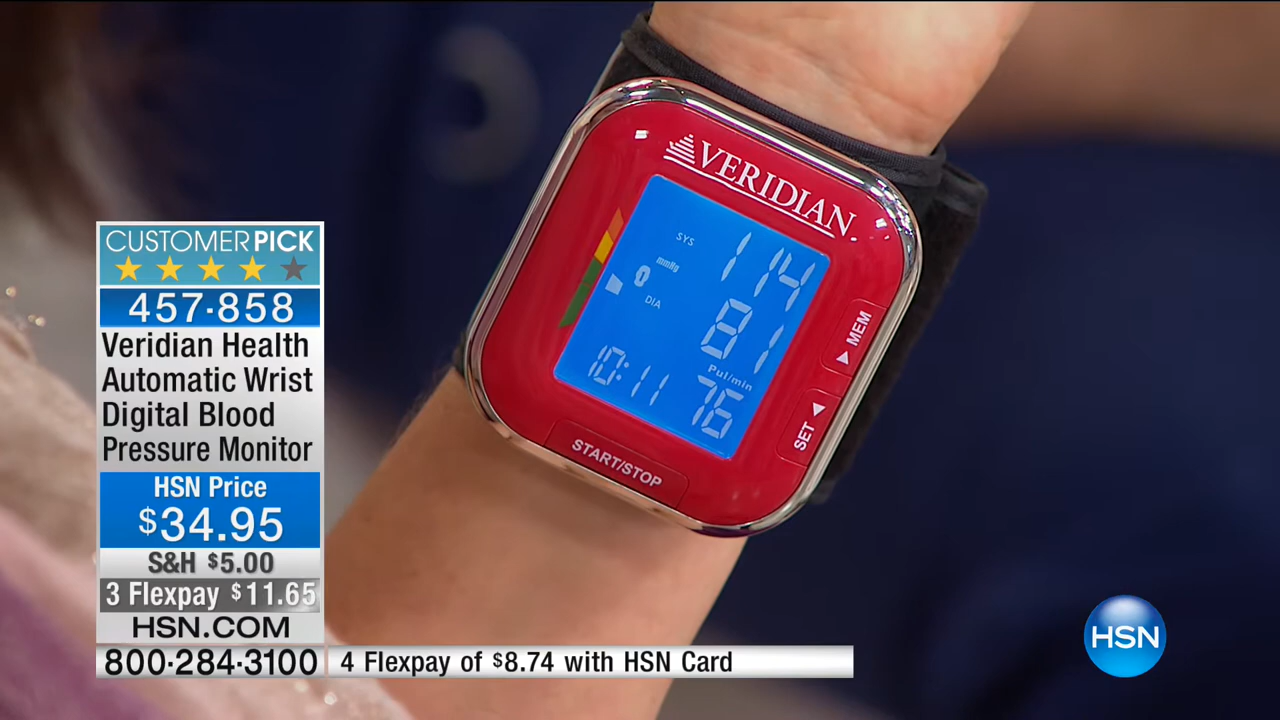 CUSTOMER PICK
457·858
Veridian Health
Automatic Wrist
Digital Blood
Pressure Monitor
HSN Price
$34.95
S&H $5.00
3 Flexpay $11.65
HSN.COM
800·284·3100
4 Flexpay of $8.74 with HSN Card
VERIDIAN
SYS
114
mmHg
DIA
81
Pul/min
10:11
76
▲ MEM
SET ▼
START/STOP
HSN